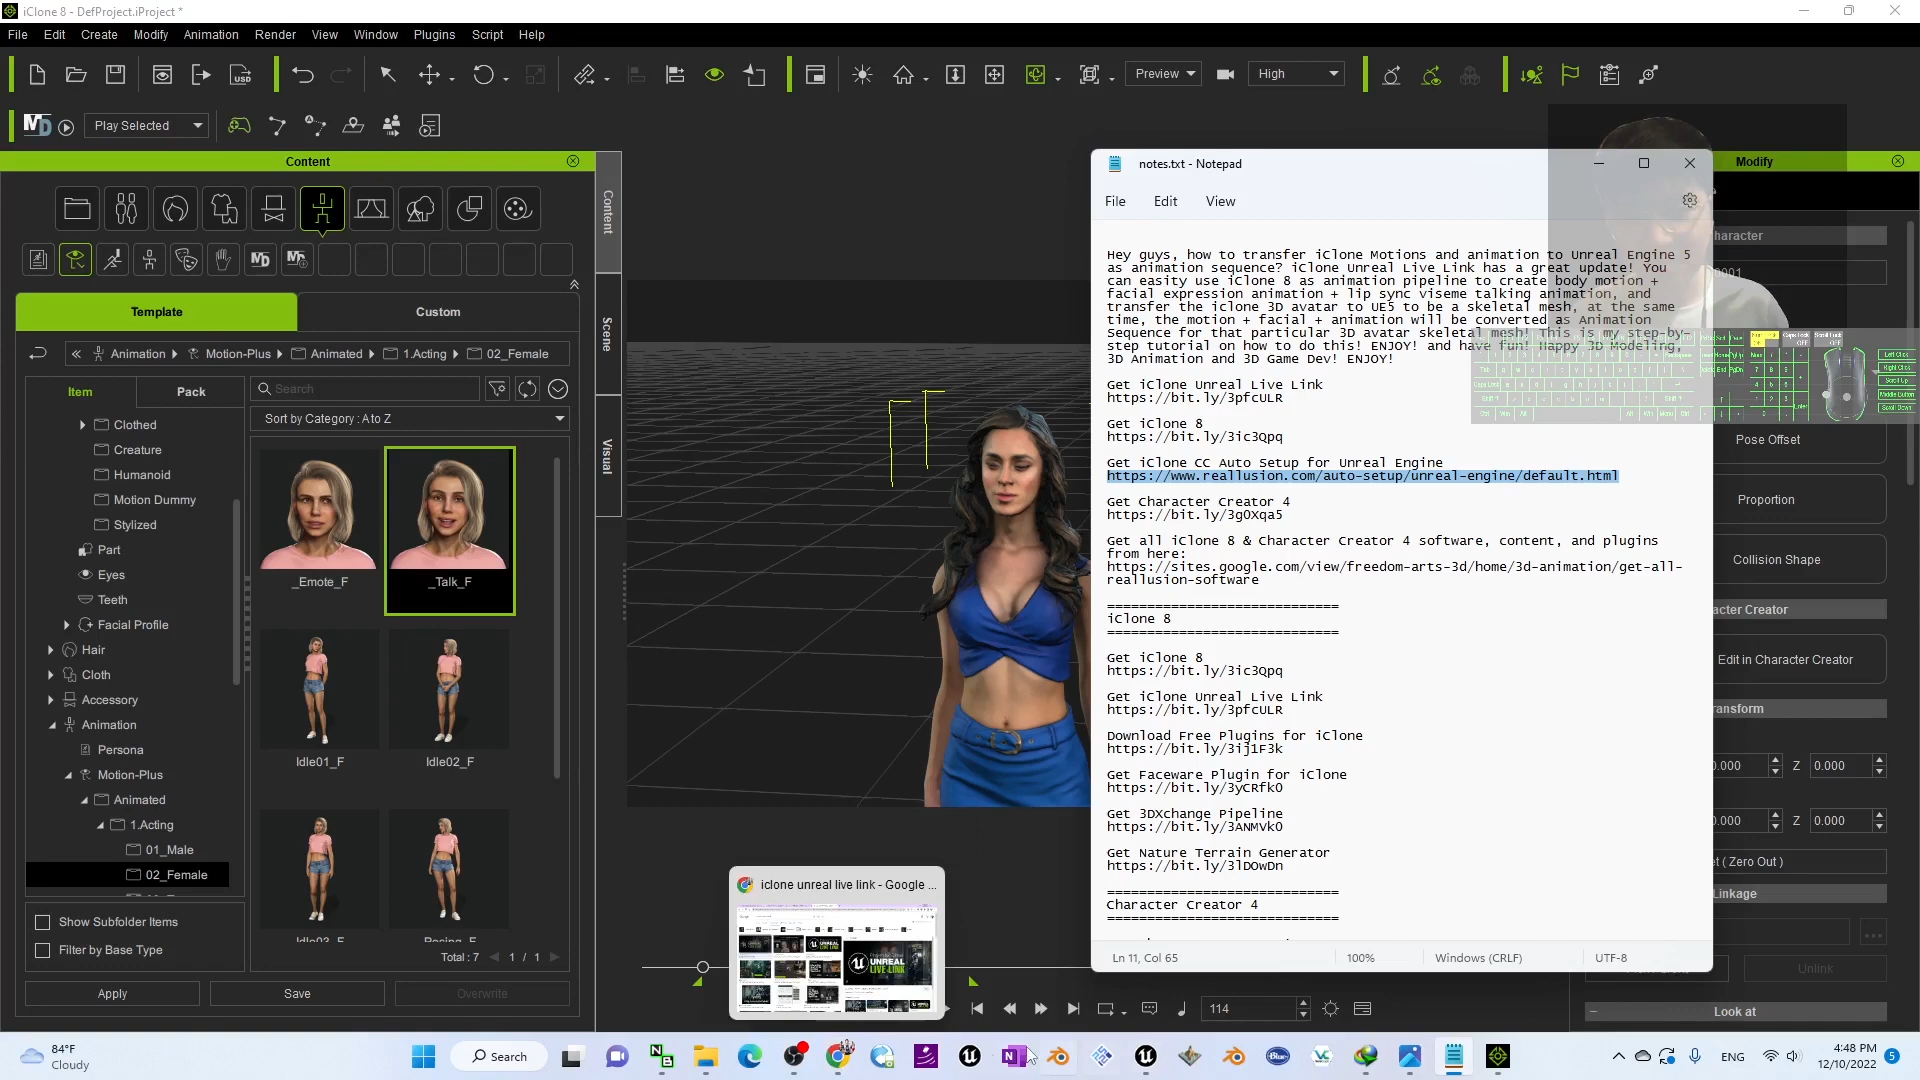 iClone 8 - DefProject.iProject *
File Edit Create Modify Animation Render View Window Plugins Script Help
Preview High
Play Selected
Content
Template
Custom
Animation Motion-Plus Animated 1.Acting 02_Female
Item
Pack
Search
Sort by Category : A to Z
Clothed
Creature
Humanoid
Motion Dummy
Stylized
Part
Eyes
Teeth
Facial Profile
Hair
Cloth
Accessory
Animation
Persona
Motion-Plus
Animated
1.Acting
01_Male
02_Female
_Emote_F
_Talk_F
Idle01_F
Idle02_F
Show Subfolder Items
Filter by Base Type
Total : 7 1 / 1
Apply
Save
Overwrite
Content
Scene
Visual
notes.txt - Notepad
File Edit View
Hey guys, how to transfer iClone Motions and animation to Unreal Engine 5
as animation sequence? iClone Unreal Live Link has a great update! You
can easity use iClone 8 as animation pipeline to create body motion +
facial expression animation + lip sync viseme talking animation, and
transfer the iclone 3D avatar to UE5 to be a skeletal mesh, at the same
time, the motion + facial + animation will be converted as Animation
Sequence for that particular 3D avatar skeletal mesh! This is my step-by-
step tutorial on how to do this! ENJOY! and have fun! Happy 3D Modeling,
3D Animation and 3D Game Dev! ENJOY!
Get iClone Unreal Live Link
https://bit.ly/3pfcULR
Get iClone 8
https://bit.ly/3ic3Qpq
Get iClone CC Auto Setup for Unreal Engine
https://www.reallusion.com/auto-setup/unreal-engine/default.html
Get Character Creator 4
https://bit.ly/3gOXqa5
Get all iClone 8 & Character Creator 4 software, content, and plugins
from here:
https://sites.google.com/view/freedom-arts-3d/home/3d-animation/get-all-
reallusion-software
=============================
iClone 8
=============================
Get iClone 8
https://bit.ly/3ic3Qpq
Get iClone Unreal Live Link
https://bit.ly/3pfcULR
Download Free Plugins for iClone
https://bit.ly/3ij1F3k
Get Faceware Plugin for iClone
https://bit.ly/3yCRfkO
Get 3DXchange Pipeline
https://bit.ly/3ANMVkO
Get Nature Terrain Generator
https://bit.ly/3lDOwDn
=============================
Character Creator 4
=============================
Ln 11, Col 65
100%
Windows (CRLF)
UTF-8
Modify
Pose Offset
Proportion
Collision Shape
Edit in Character Creator
Z 0.000
Z 0.000
( Zero Out )
Linkage
Unlink
Look at
iclone unreal live link - Google ...
UNREAL
LIVE-LINK
114
84°F
Cloudy
Search
ENG
4:48 PM
12/10/2022
5